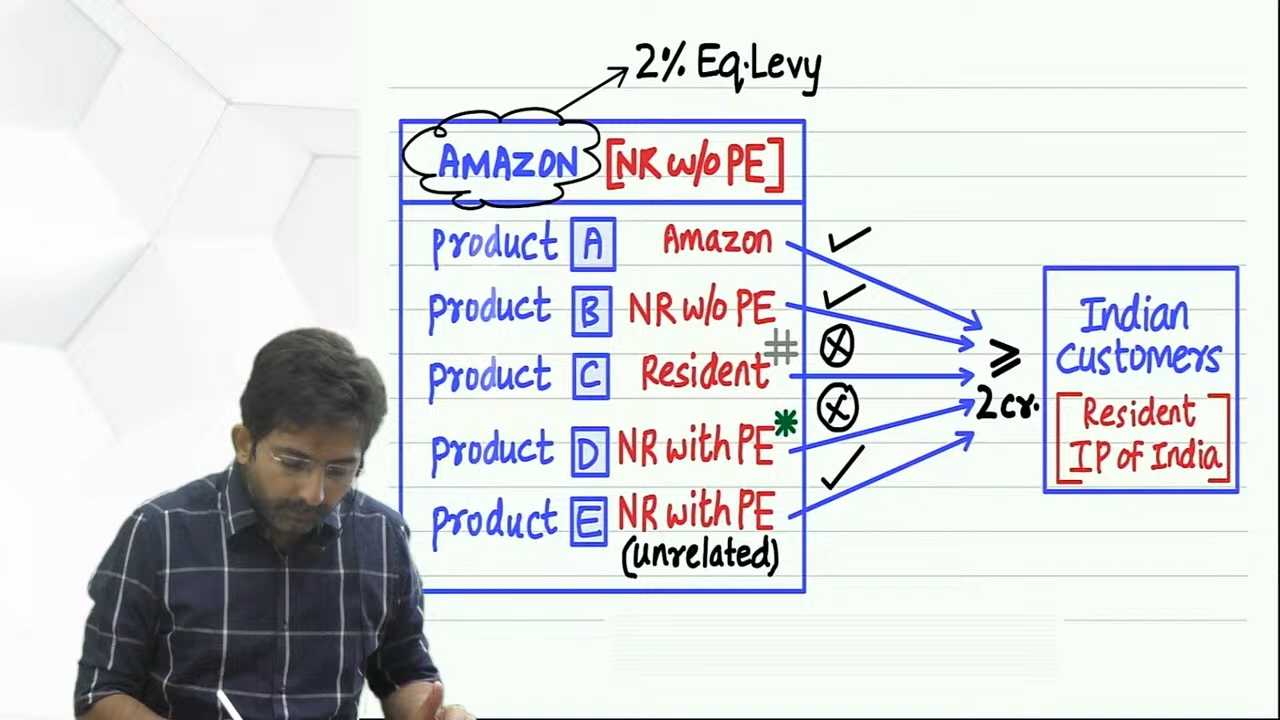 2% Eq.Levy
AMAZON [NR w/o PE]
product A Amazon ✓
product B NR w/o PE ✓
product C Resident # ⓧ
product D NR with PE * ⓧ
product E NR with PE ✓
(unrelated)
≥
2cr.
Indian
Customers
[Resident
IP of India]